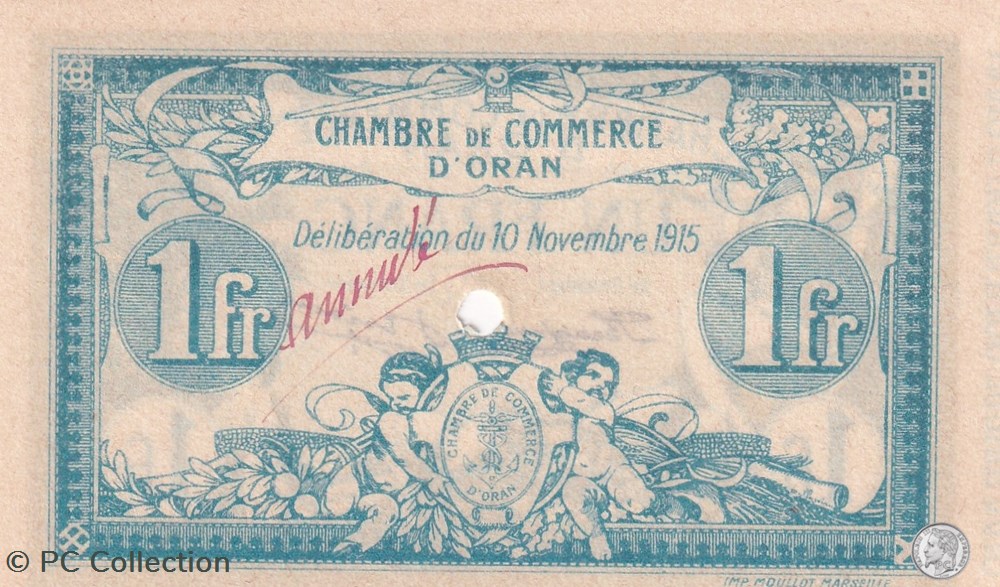 CHAMBRE DE COMMERCE
D'ORAN
Délibération du 10 Novembre 1915
1 fr
1 fr
annulé
CHAMBRE DE COMMERCE
D'ORAN
© PC Collection
IMP. MOULLOT. MARSEILLE